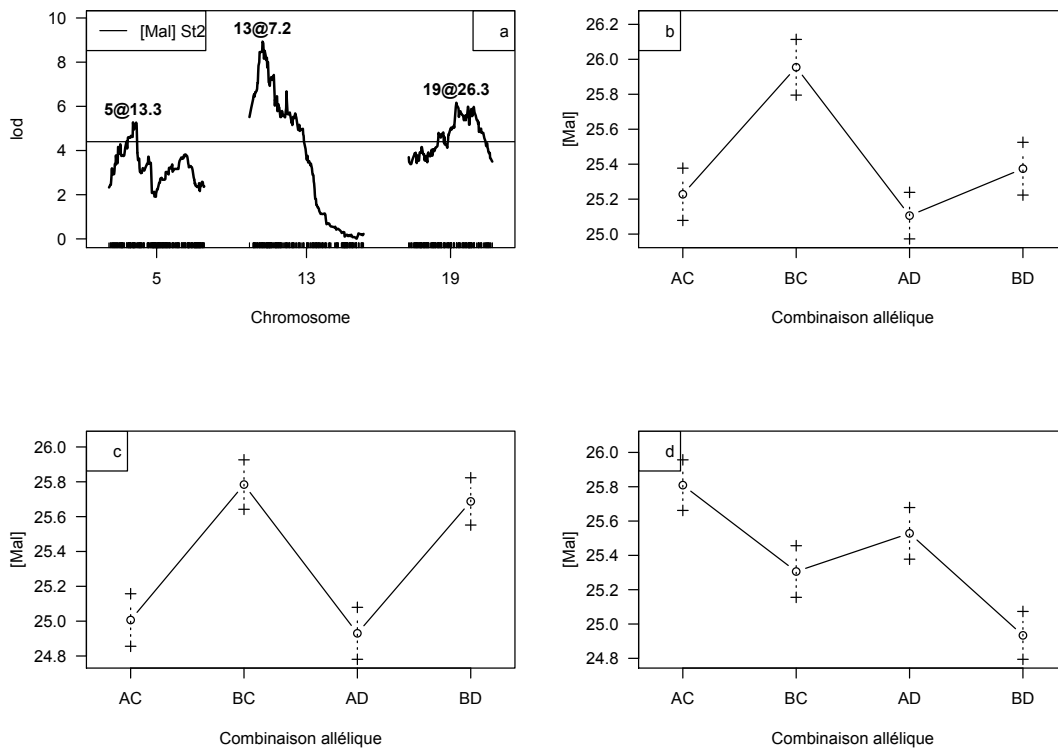 [Mal] St2
a
13@7.2
19@26.3
5@13.3
lod
10
8
6
4
2
0
5
13
19
Chromosome
b
[Mal]
26.2
26.0
25.8
25.6
25.4
25.2
25.0
AC
BC
AD
BD
Combinaison allélique
c
[Mal]
26.0
25.8
25.6
25.4
25.2
25.0
24.8
AC
BC
AD
BD
Combinaison allélique
d
[Mal]
26.0
25.8
25.6
25.4
25.2
25.0
24.8
AC
BC
AD
BD
Combinaison allélique